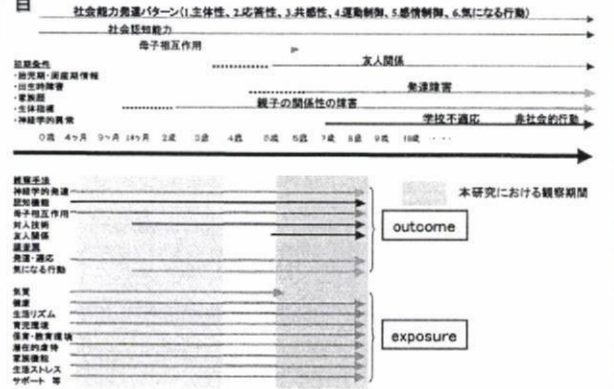 目
社会能力発達パターン(1.主体性、2.応答性、3.共感性、4.運動制御、5.感情制御、6.気になる行動)
社会認知能力
母子相互作用
初期条件
友人関係
・胎児期・周産期情報
・出生時障害
発達障害
・家族歴
・生体指標
親子の関係性の障害
・神経学的異常
学校不適応 非社会的行動
0歳 4ヶ月 9ヶ月 18ヶ月 2歳 3歳 4歳 5歳 6歳 7歳 8歳 9歳 10歳 ・・・・
観察手法
神経学的発達
認知機能
母子相互作用
対人技術
友人関係
調査票
発達・適応
気になる行動
本研究における観察期間
outcome
気質
健康
生活リズム
育児環境
保育・教育環境
潜在的虐待
家族機能
生活ストレス
サポート 等
exposure